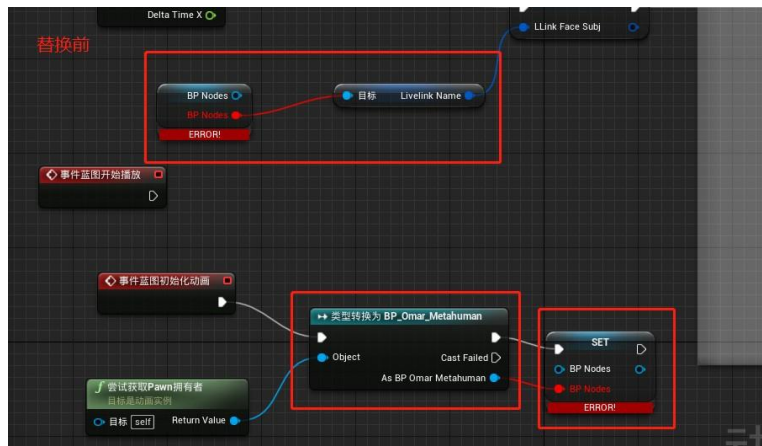 Delta Time X
LLink Face Subj
替换前
BP Nodes
BP Nodes
ERROR!
目标 Livelink Name
事件蓝图开始播放
事件蓝图初始化动画
类型转换为 BP_Omar_Metahuman
Object Cast Failed
As BP Omar Metahuman
SET
BP Nodes
BP Nodes
ERROR!
f 尝试获取Pawn拥有者
目标是动画实例
目标 self Return Value